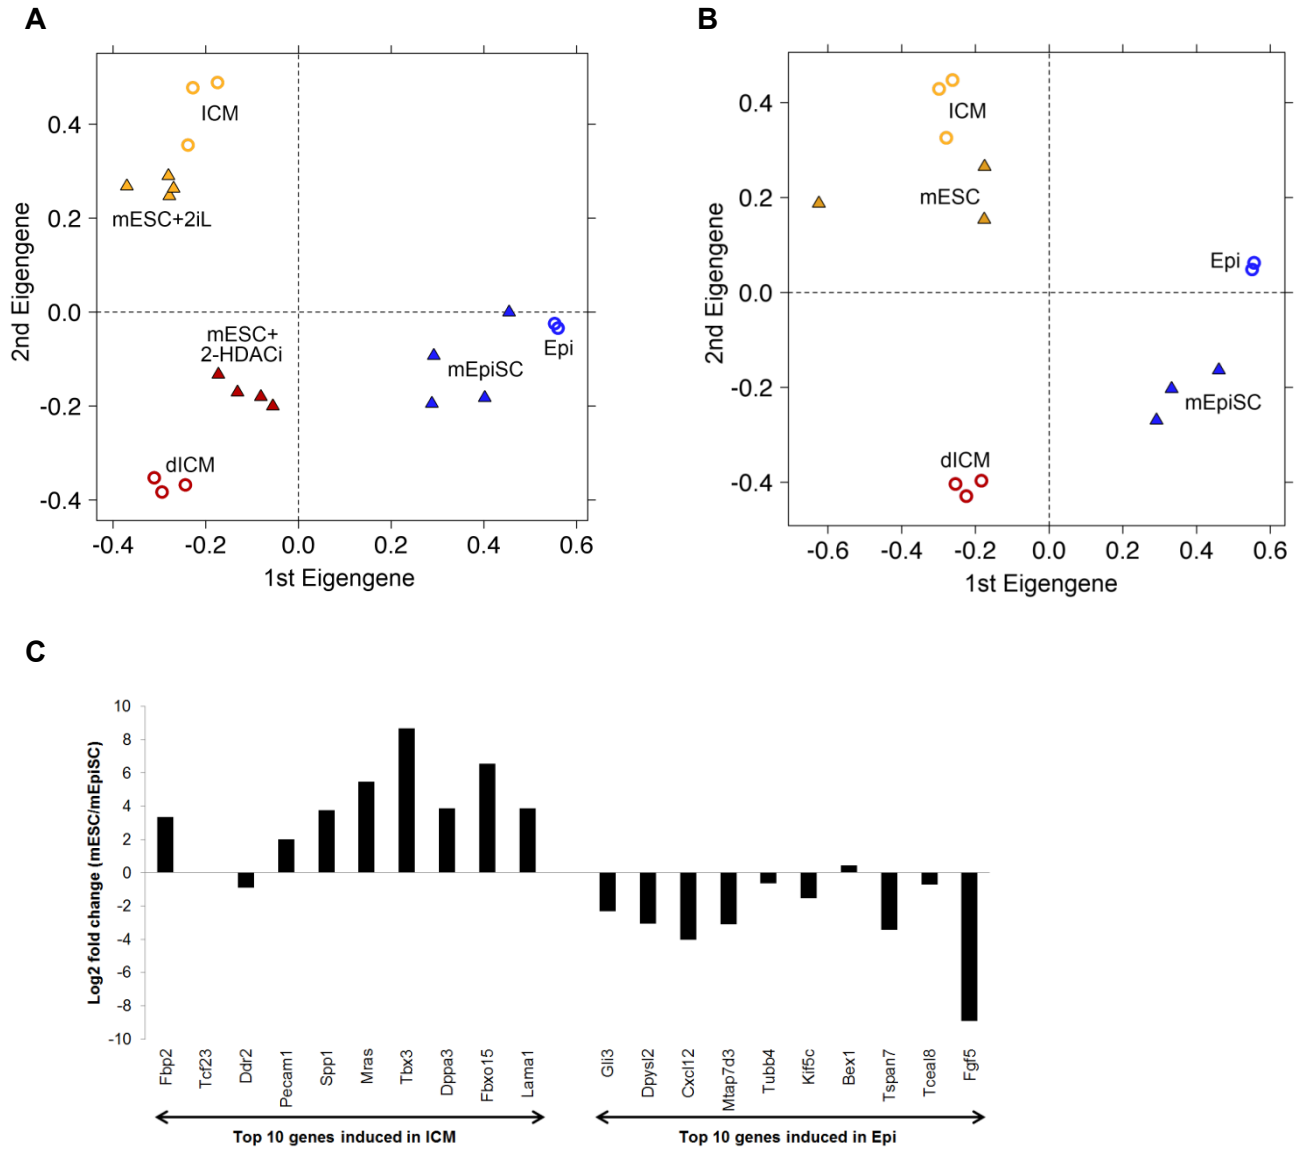 A
ICM
mESC+2iL
mESC+
2-HDACi
dICM
mEpiSC
Epi
0.4
0.2
0.0
-0.2
-0.4
2nd Eigengene
-0.4
-0.2
0.0
0.2
0.4
0.6
1st Eigengene
B
ICM
mESC
Epi
mEpiSC
dICM
0.4
0.2
0.0
-0.2
-0.4
2nd Eigengene
-0.6
-0.4
-0.2
0.0
0.2
0.4
0.6
1st Eigengene
C
10
8
6
4
2
0
-2
-4
-6
-8
-10
Log2 fold change (mESC/mEpiSC)
Fbp2
Tcf23
Ddr2
Pecam1
Spp1
Mras
Tbx3
Dppa3
Fbxo15
Lama1
Gli3
Dpysl2
Cxcl12
Mtap7d3
Tubb4
Kif5c
Bex1
Tspan7
Tceal8
Fgf5
Top 10 genes induced in ICM
Top 10 genes induced in Epi